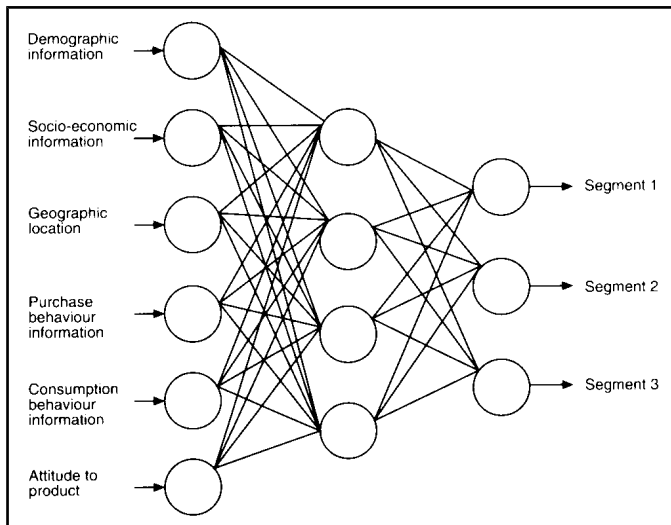 Demographic
information
Socio-economic
information
Geographic
location
Purchase
behaviour
information
Consumption
behaviour
information
Attitude to
product
Segment 1
Segment 2
Segment 3